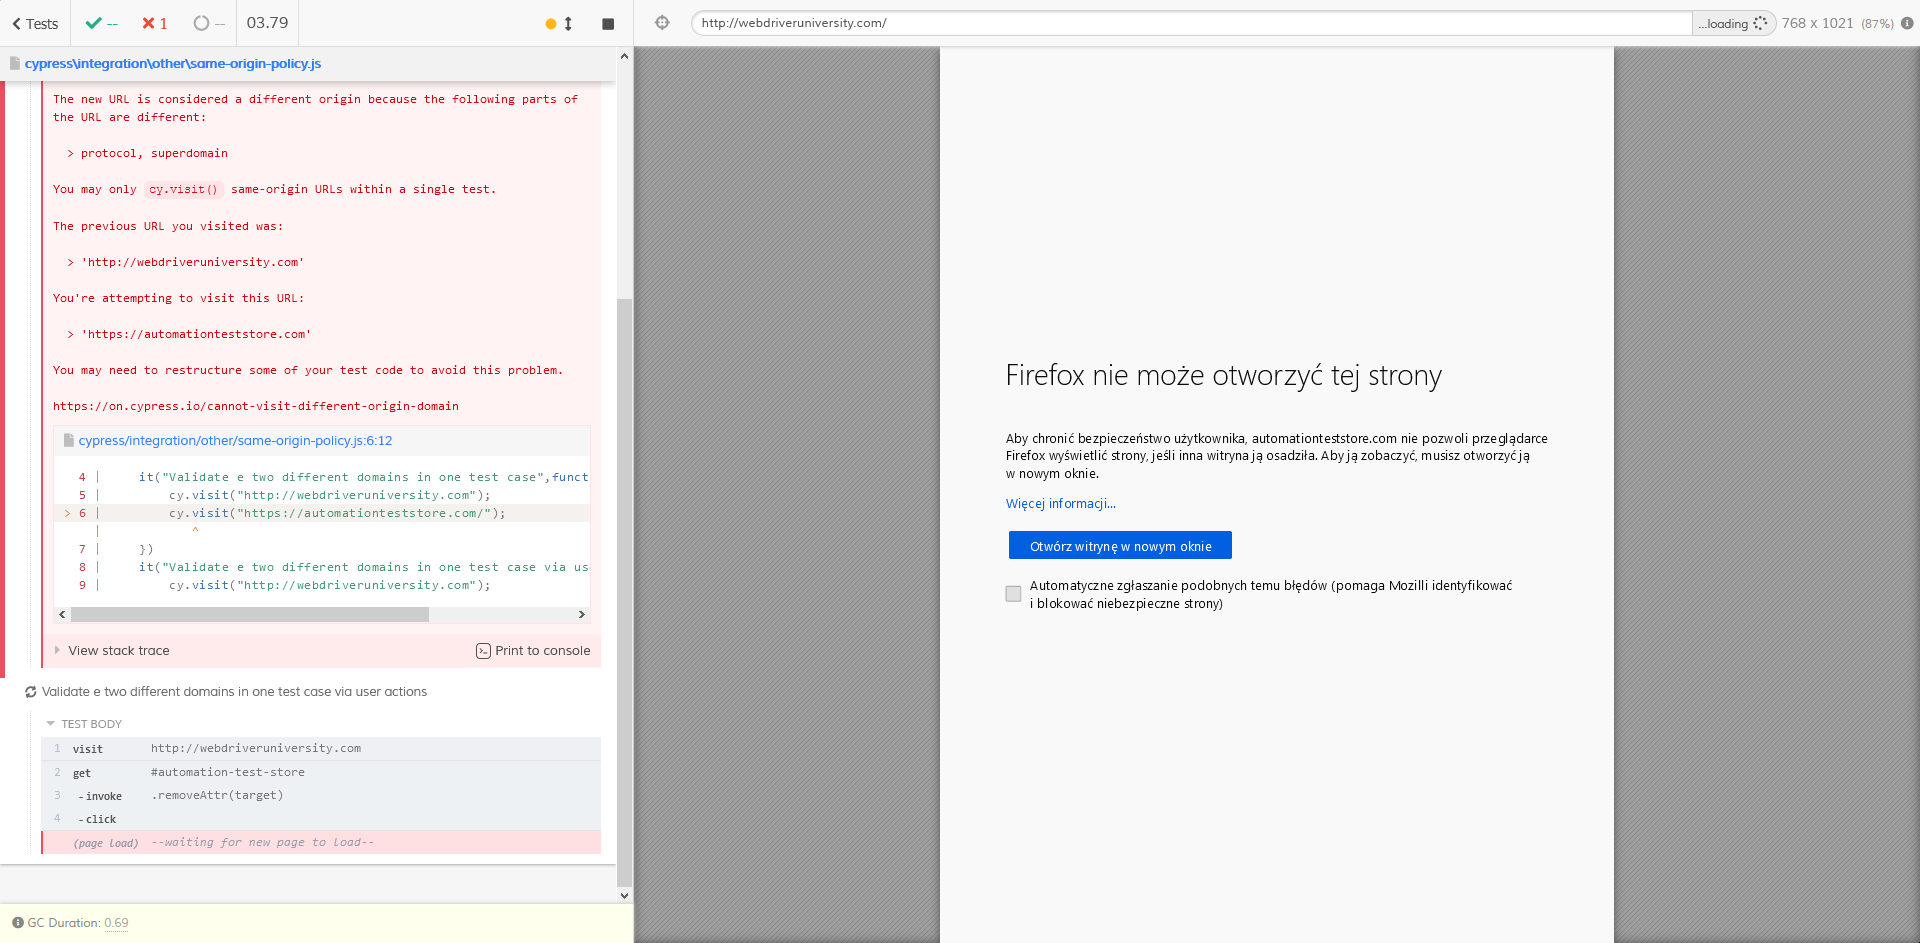 Tests
--
1
--
03.79
http://webdriveruniversity.com/
...loading
768 x 1021 (87%)
cypress\integration\other\same-origin-policy.js
The new URL is considered a different origin because the following parts of
the URL are different:
> protocol, superdomain
You may only cy.visit() same-origin URLs within a single test.
The previous URL you visited was:
> 'http://webdriveruniversity.com'
You're attempting to visit this URL:
> 'https://automationteststore.com'
You may need to restructure some of your test code to avoid this problem.
https://on.cypress.io/cannot-visit-different-origin-domain
cypress/integration/other/same-origin-policy.js:6:12
4 | it("Validate e two different domains in one test case",funct
5 | cy.visit("http://webdriveruniversity.com");
> 6 | cy.visit("https://automationteststore.com/");
| ^
7 | })
8 | it("Validate e two different domains in one test case via us
9 | cy.visit("http://webdriveruniversity.com");
View stack trace
Print to console
Validate e two different domains in one test case via user actions
TEST BODY
1 visit http://webdriveruniversity.com
2 get #automation-test-store
3 -invoke .removeAttr(target)
4 -click
(page load) --waiting for new page to load--
GC Duration: 0.69
Firefox nie może otworzyć tej strony
Aby chronić bezpieczeństwo użytkownika, automationteststore.com nie pozwoli przeglądarce
Firefox wyświetlić strony, jeśli inna witryna ją osadziła. Aby ją zobaczyć, musisz otworzyć ją
w nowym oknie.
Więcej informacji...
Otwórz witrynę w nowym oknie
Automatyczne zgłaszanie podobnych temu błędów (pomaga Mozilli identyfikować
i blokować niebezpieczne strony)